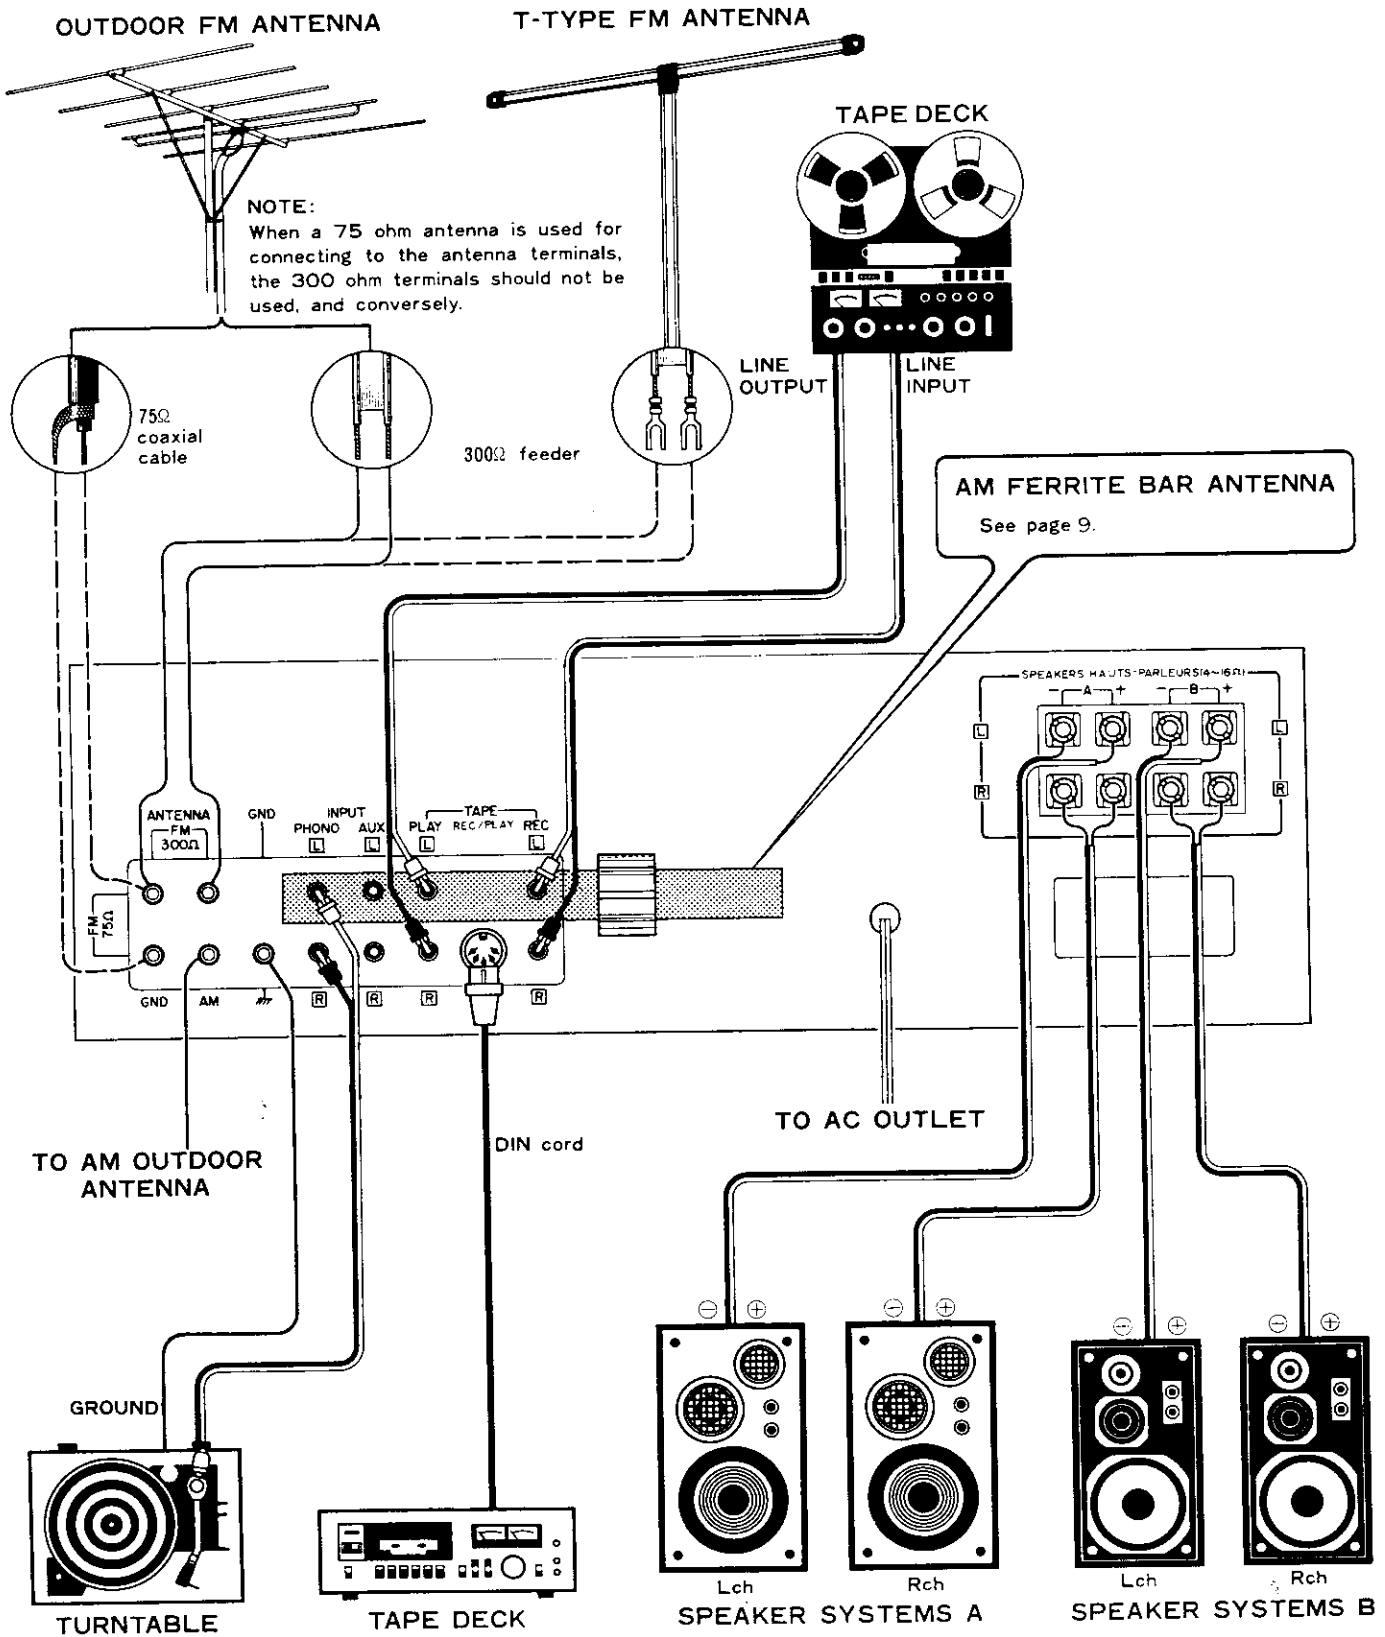 OUTDOOR FM ANTENNA
T-TYPE FM ANTENNA
TAPE DECK
NOTE:
When a 75 ohm antenna is used for
connecting to the antenna terminals,
the 300 ohm terminals should not be
used, and conversely.
LINE
OUTPUT
LINE
INPUT
75Ω
coaxial
cable
300Ω feeder
AM FERRITE BAR ANTENNA
See page 9.
SPEAKERS HAUTS-PARLEURS(4~16Ω)
- A + - B +
L
L
R
R
ANTENNA
FM
300Ω
GND
INPUT
PHONO
AUX
TAPE
PLAY
REC/PLAY
REC
L
L
L
L
FM
75Ω
GND
AM
R
R
R
R
TO AC OUTLET
TO AM OUTDOOR
ANTENNA
DIN cord
GROUND
- + - + - + - +
Lch
Rch
Lch
Rch
TURNTABLE
TAPE DECK
SPEAKER SYSTEMS A
SPEAKER SYSTEMS B